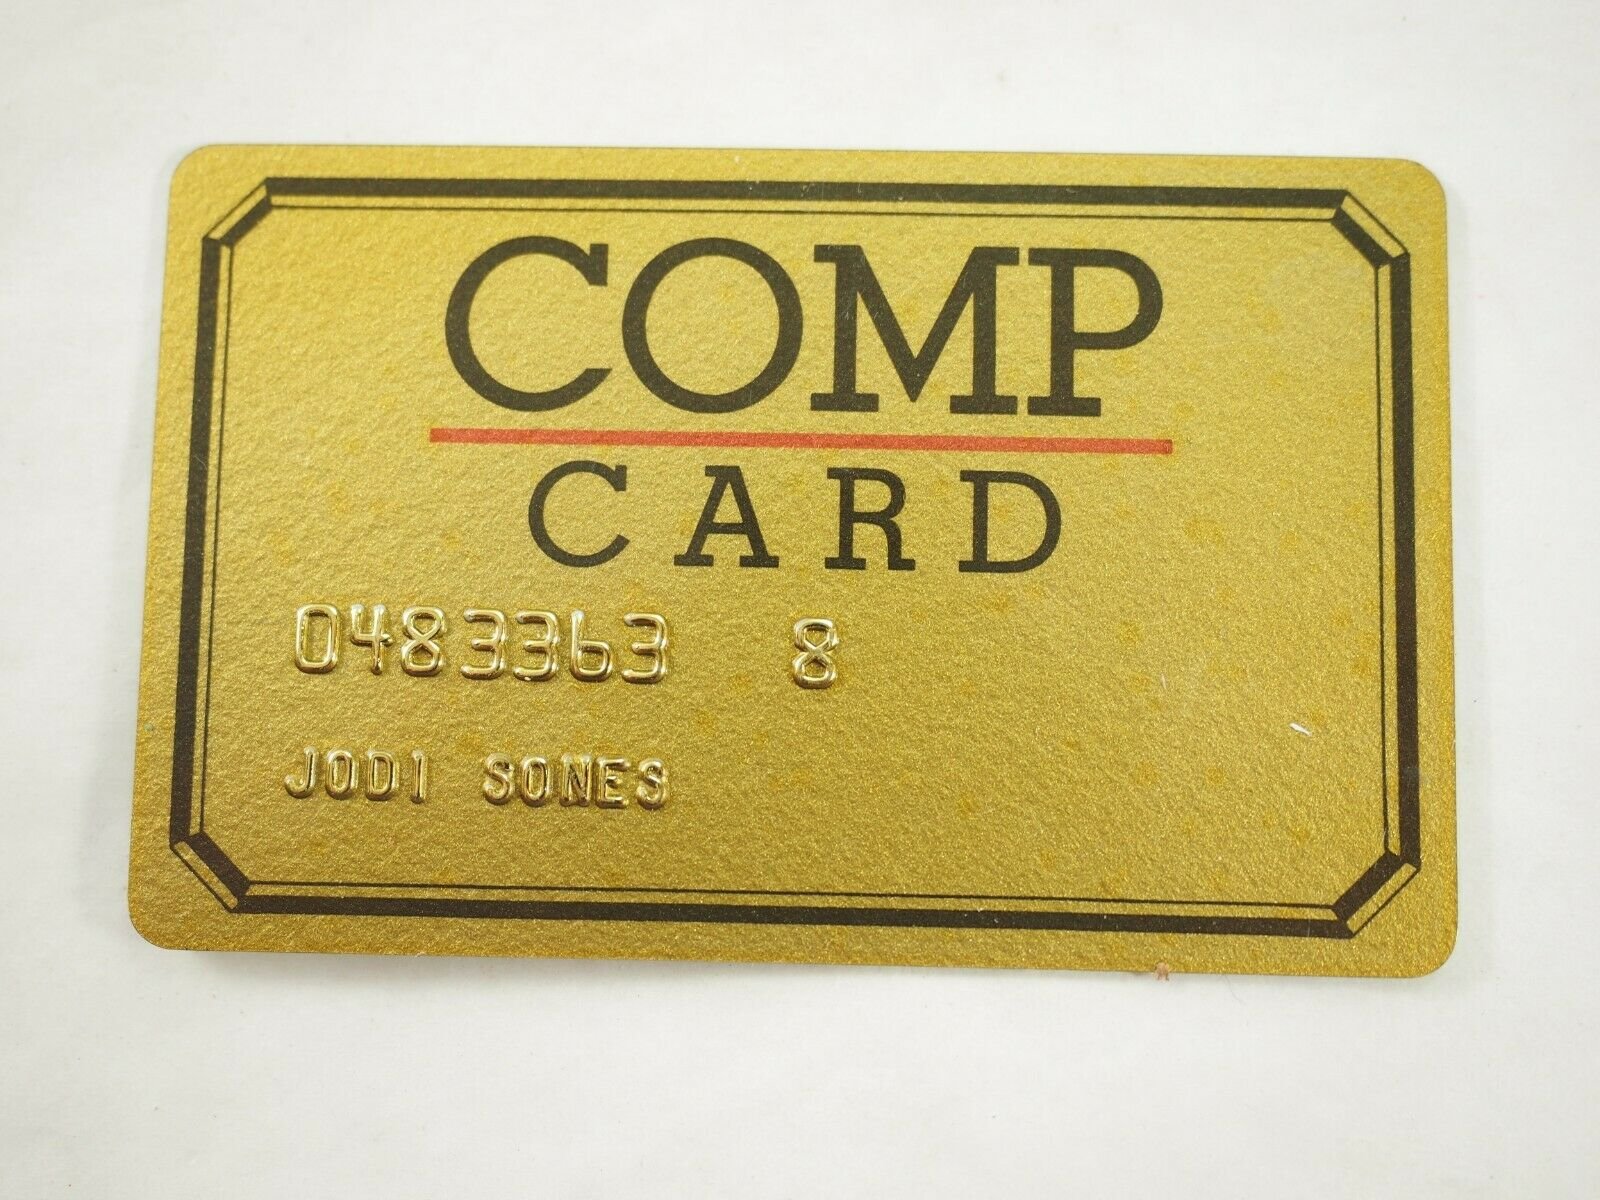 COMP
CARD
0483363 8
JODI SONES